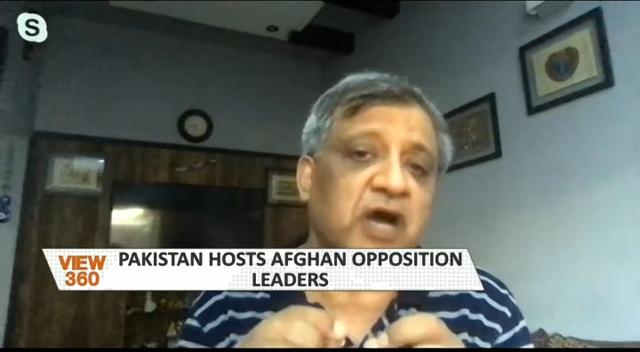 S
VIEW
360
PAKISTAN HOSTS AFGHAN OPPOSITION
LEADERS